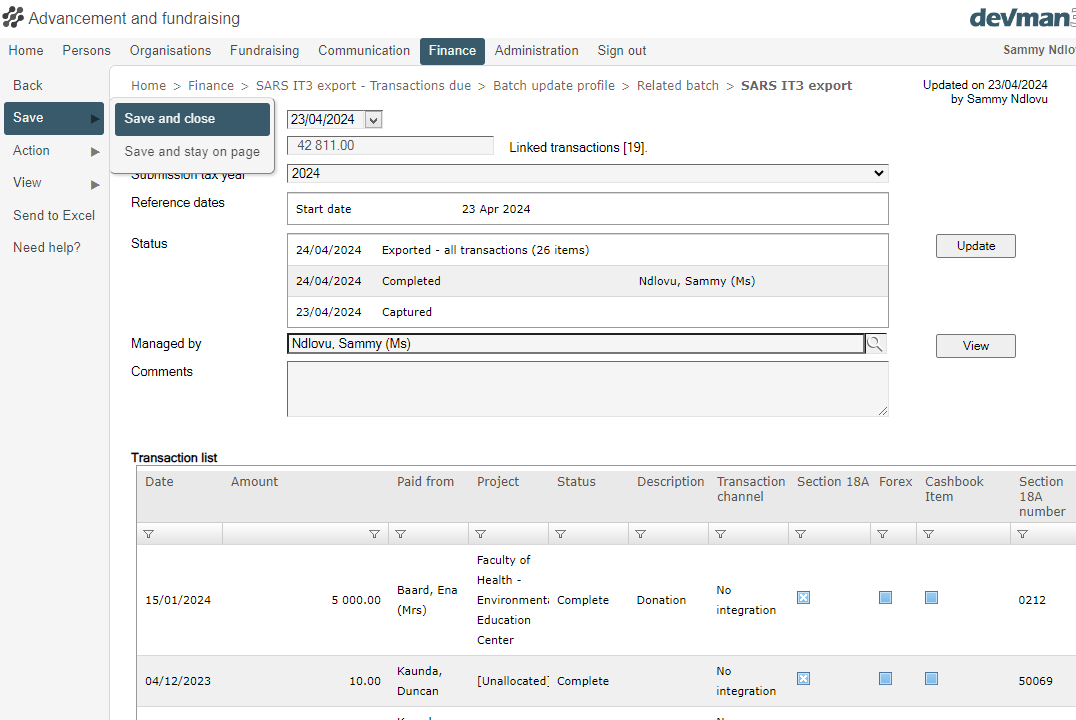 Advancement and fundraising
devman
Home Persons Organisations Fundraising Communication Finance Administration Sign out Sammy Ndlo
Back
Save
Action
View
Send to Excel
Need help?
Save and close
Save and stay on page
Home > Finance > SARS IT3 export - Transactions due > Batch update profile > Related batch > SARS IT3 export
Updated on 23/04/2024
by Sammy Ndlovu
23/04/2024
42 811.00 Linked transactions [19].
Submission tax year 2024
Reference dates Start date 23 Apr 2024
Status 24/04/2024 Exported - all transactions (26 items) Update
24/04/2024 Completed Ndlovu, Sammy (Ms)
23/04/2024 Captured
Managed by Ndlovu, Sammy (Ms) View
Comments
Transaction list
Date Amount Paid from Project Status Description Transaction channel Section 18A Forex Cashbook Item Section 18A number
15/01/2024 5 000.00 Baard, Ena (Mrs) Faculty of Health - Environmenta Education Center Complete Donation No integration 0212
04/12/2023 10.00 Kaunda, Duncan [Unallocated] Complete No integration 50069